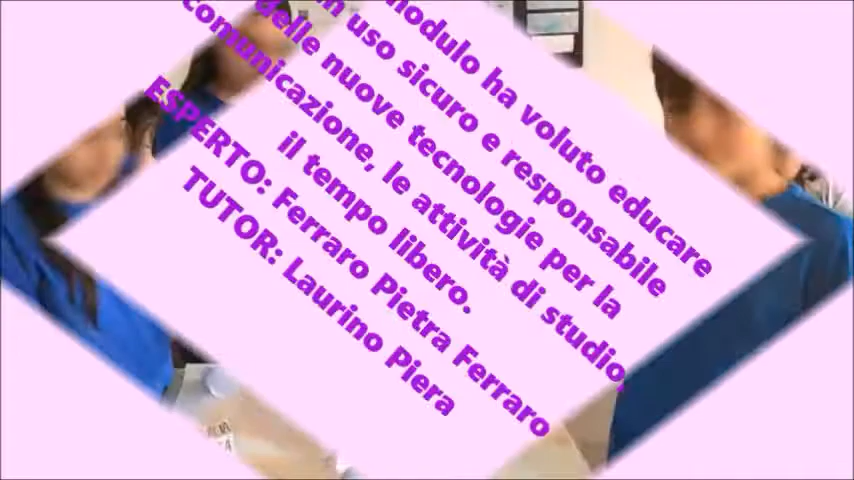 modulo ha voluto educare
un uso sicuro e responsabile
delle nuove tecnologie per la
comunicazione, le attività di studio,
il tempo libero.
ESPERTO: Ferraro Pietra Ferraro
TUTOR: Laurino Piera